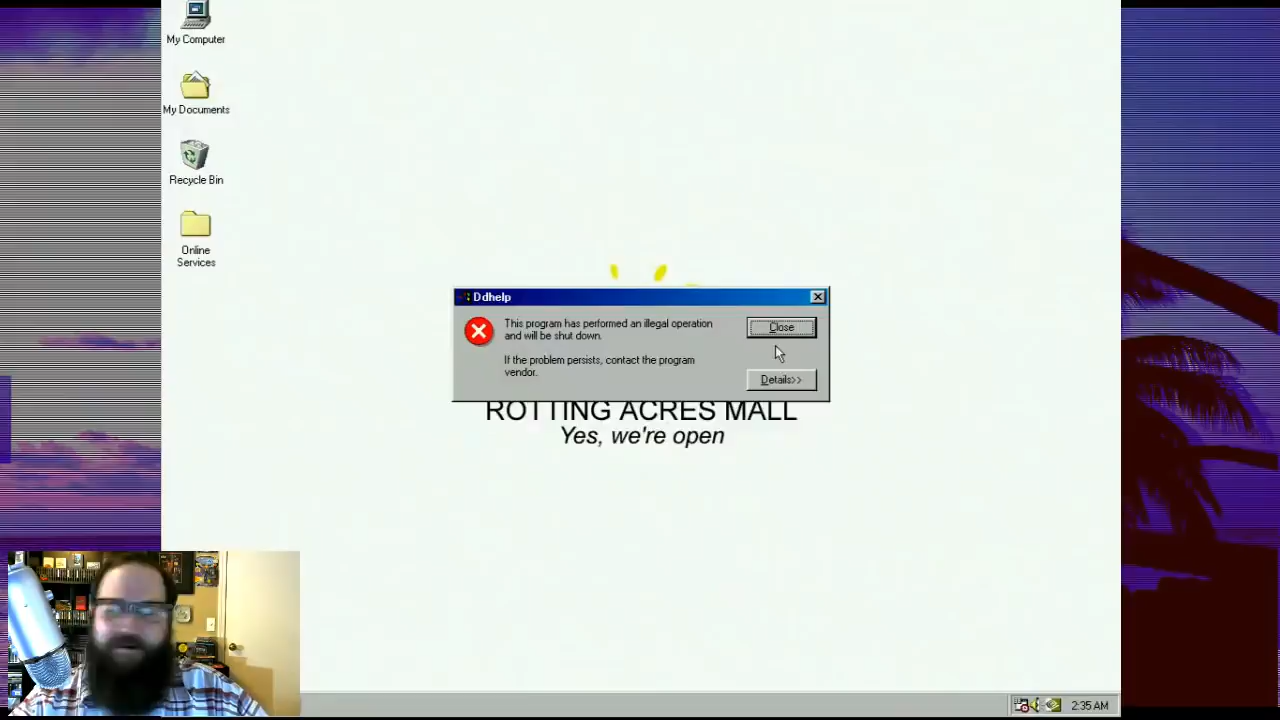 My Computer
My Documents
Recycle Bin
Online
Services
Ddhelp
This program has performed an illegal operation
and will be shut down.
If the problem persists, contact the program
vendor.
Close
Details>>
ROTTING ACRES MALL
Yes, we're open
2:35 AM